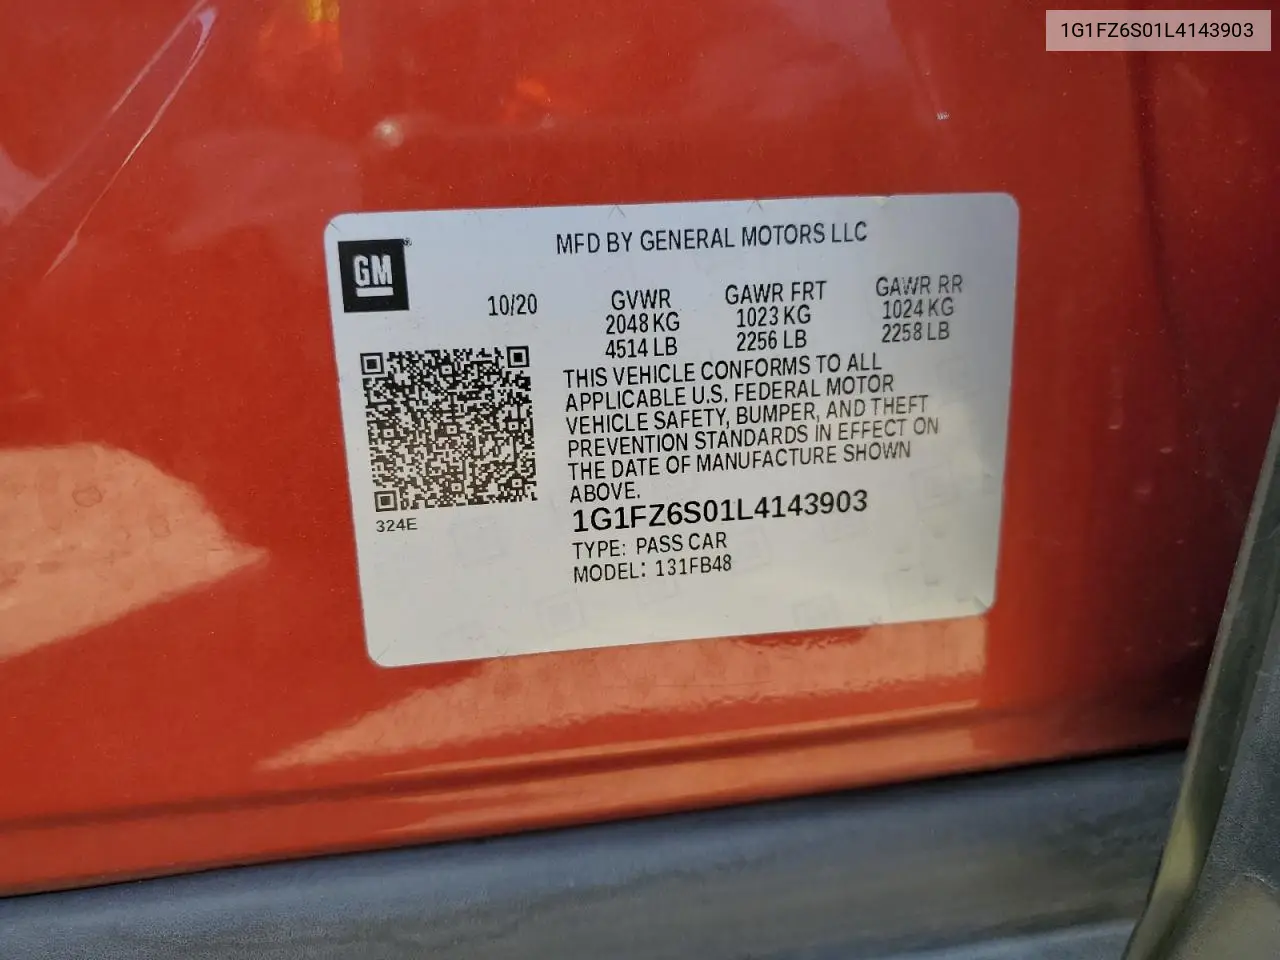 1G1FZ6S01L4143903
MFD BY GENERAL MOTORS LLC
GM®
10/20
GVWR GAWR FRT GAWR RR
2048 KG 1023 KG 1024 KG
4514 LB 2256 LB 2258 LB
THIS VEHICLE CONFORMS TO ALL
APPLICABLE U.S. FEDERAL MOTOR
VEHICLE SAFETY, BUMPER, AND THEFT
PREVENTION STANDARDS IN EFFECT ON
THE DATE OF MANUFACTURE SHOWN
ABOVE.
324E
1G1FZ6S01L4143903
TYPE: PASS CAR
MODEL: 131FB48